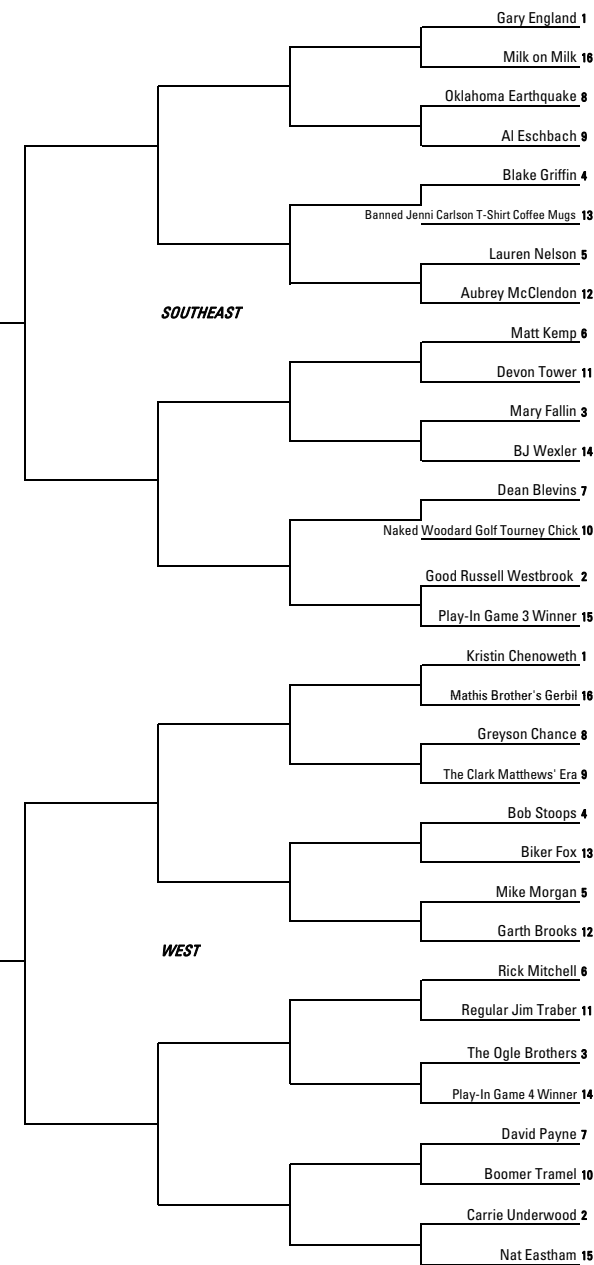 Gary England 1
Milk on Milk 16
Oklahoma Earthquake 8
Al Eschbach 9
Blake Griffin 4
Banned Jenni Carlson T-Shirt Coffee Mugs 13
Lauren Nelson 5
Aubrey McClendon 12
SOUTHEAST
Matt Kemp 6
Devon Tower 11
Mary Fallin 3
BJ Wexler 14
Dean Blevins 7
Naked Woodard Golf Tourney Chick 10
Good Russell Westbrook 2
Play-In Game 3 Winner 15
Kristin Chenoweth 1
Mathis Brother's Gerbil 16
Greyson Chance 8
The Clark Matthews' Era 9
Bob Stoops 4
Biker Fox 13
Mike Morgan 5
Garth Brooks 12
WEST
Rick Mitchell 6
Regular Jim Traber 11
The Ogle Brothers 3
Play-In Game 4 Winner 14
David Payne 7
Boomer Tramel 10
Carrie Underwood 2
Nat Eastham 15